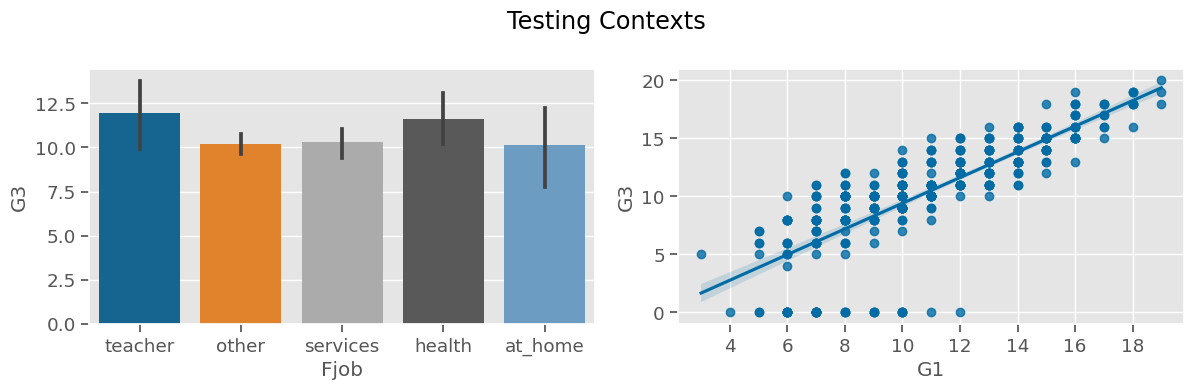 Testing Contexts
G3
12.5
10.0
7.5
5.0
2.5
0.0
teacher other services health at_home
Fjob
G3
20
15
10
5
0
4 6 8 10 12 14 16 18
G1